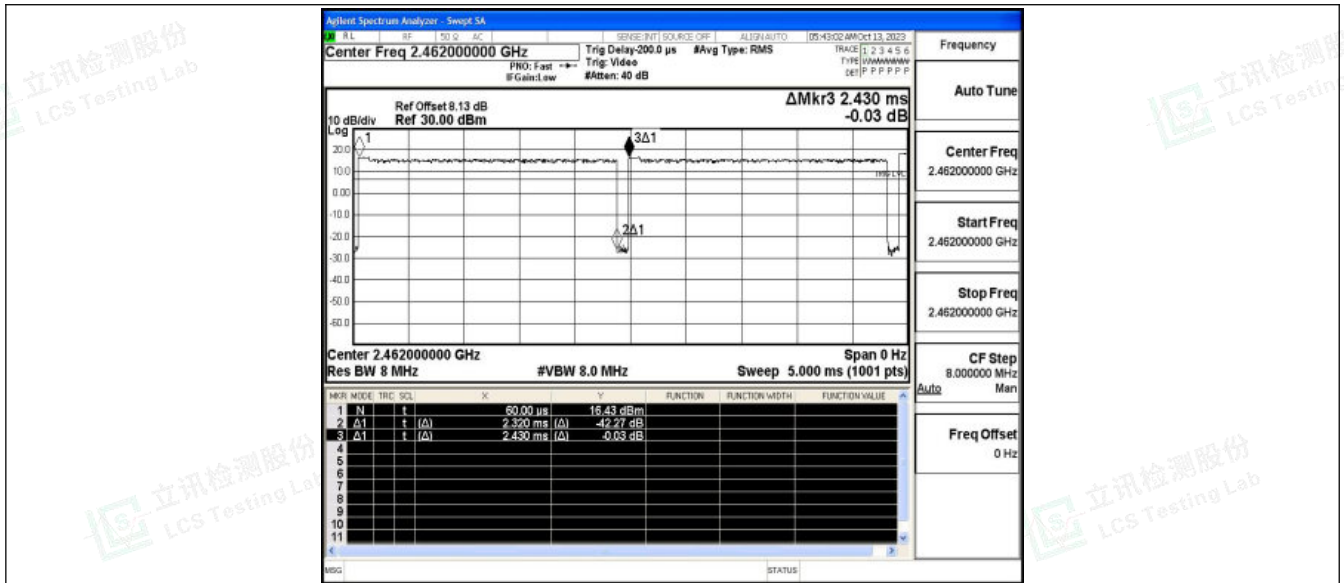 Agilent Spectrum Analyzer - Swept SA
RL RF 50 Ω AC SENSE:INT SOURCE OFF ALIGN AUTO 05:43:02 AM Oct 13, 2023
Center Freq 2.462000000 GHz
PNO: Fast
IFGain:Low
Trig Delay-200.0 µs
Trig: Video
#Atten: 40 dB
#Avg Type: RMS
TRACE 1 2 3 4 5 6
TYPE
DET P P P P P P
Ref Offset 8.13 dB
Ref 30.00 dBm
10 dB/div
Log
ΔMkr3 2.430 ms
-0.03 dB
1
3Δ1
2Δ1
TRIG LVL
20.0
10.0
0.00
-10.0
-20.0
-30.0
-40.0
-50.0
-60.0
Center 2.462000000 GHz Span 0 Hz
Res BW 8 MHz #VBW 8.0 MHz Sweep 5.000 ms (1001 pts)
MKR MODE TRC SCL X Y FUNCTION FUNCTION WIDTH FUNCTION VALUE
1 N t 60.00 µs 16.43 dBm
2 Δ1 t (Δ) 2.320 ms (Δ) -42.27 dB
3 Δ1 t (Δ) 2.430 ms (Δ) -0.03 dB
4
5
6
7
8
9
10
11
MSG STATUS
Frequency
Auto Tune
Center Freq
2.462000000 GHz
Start Freq
2.462000000 GHz
Stop Freq
2.462000000 GHz
CF Step
8.000000 MHz
Auto Man
Freq Offset
0 Hz
立讯检测股份
LCS Testing Lab
立讯检测股
LCS Testin
立讯检测股份
LCS Testing Lab
立讯检测股份
LCS Testing Lab